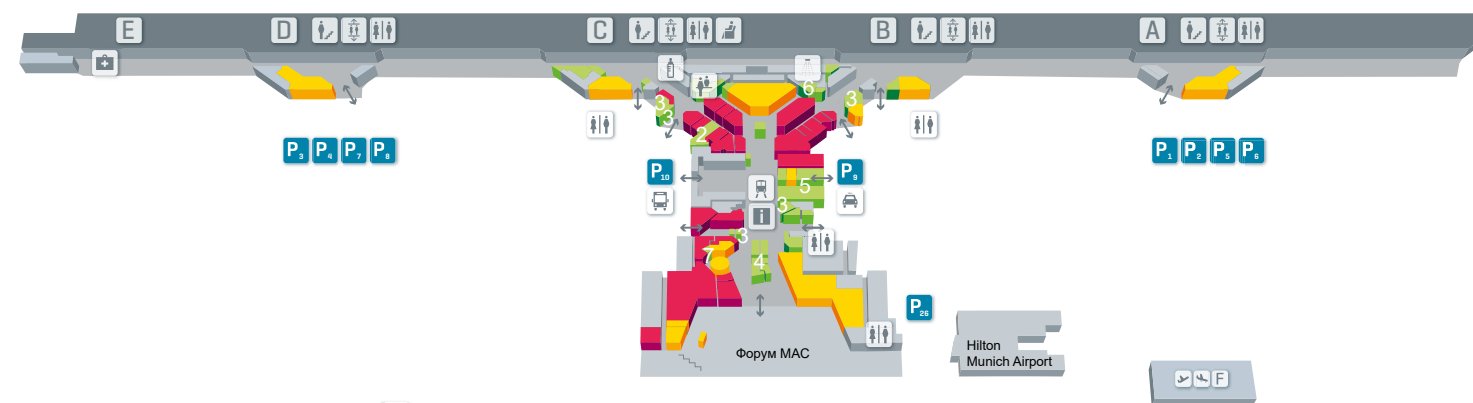 E
D
C
B
A
6
3
3
3
2
P3 P4 P7 P8
P1 P2 P5 P6
P10
P9
5
3
i
3
7
4
P26
Форум МАС
Hilton
Munich Airport
F